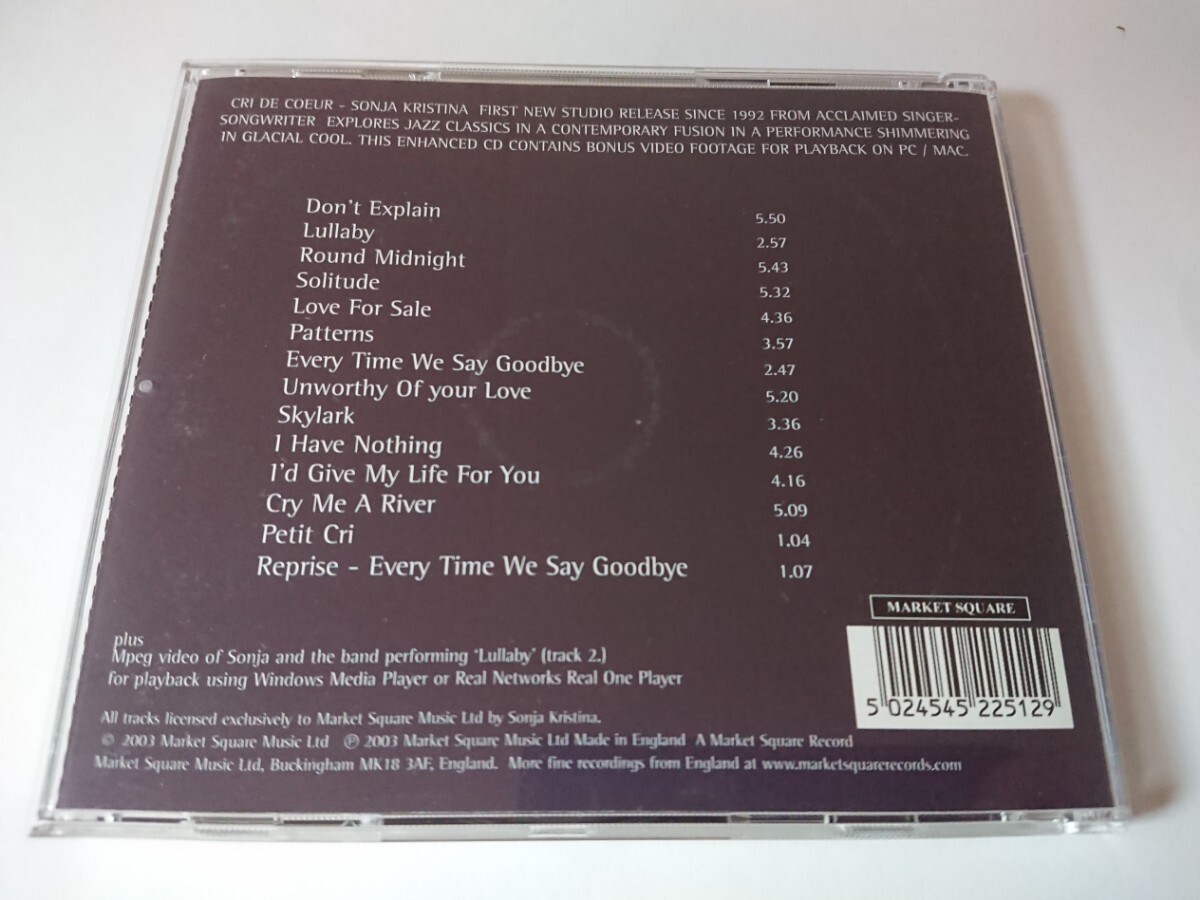 CRI DE COEUR - SONJA KRISTINA FIRST NEW STUDIO RELEASE SINCE 1992 FROM ACCLAIMED SINGER-
SONGWRITER EXPLORES JAZZ CLASSICS IN A CONTEMPORARY FUSION IN A PERFORMANCE SHIMMERING
IN GLACIAL COOL. THIS ENHANCED CD CONTAINS BONUS VIDEO FOOTAGE FOR PLAYBACK ON PC / MAC.
Don't Explain 5.50
Lullaby 2.57
Round Midnight 5.43
Solitude 5.32
Love For Sale 4.36
Patterns 3.57
Every Time We Say Goodbye 2.47
Unworthy Of your Love 5.20
Skylark 3.36
I Have Nothing 4.26
I'd Give My Life For You 4.16
Cry Me A River 5.09
Petit Cri 1.04
Reprise - Every Time We Say Goodbye 1.07
MARKET SQUARE
5 024545 225129
plus
Mpeg video of Sonja and the band performing 'Lullaby' (track 2.)
for playback using Windows Media Player or Real Networks Real One Player
All tracks licensed exclusively to Market Square Music Ltd by Sonja Kristina.
© 2003 Market Square Music Ltd ℗ 2003 Market Square Music Ltd Made in England A Market Square Record
Market Square Music Ltd, Buckingham MK18 3AF, England. More fine recordings from England at www.marketsquarerecords.com